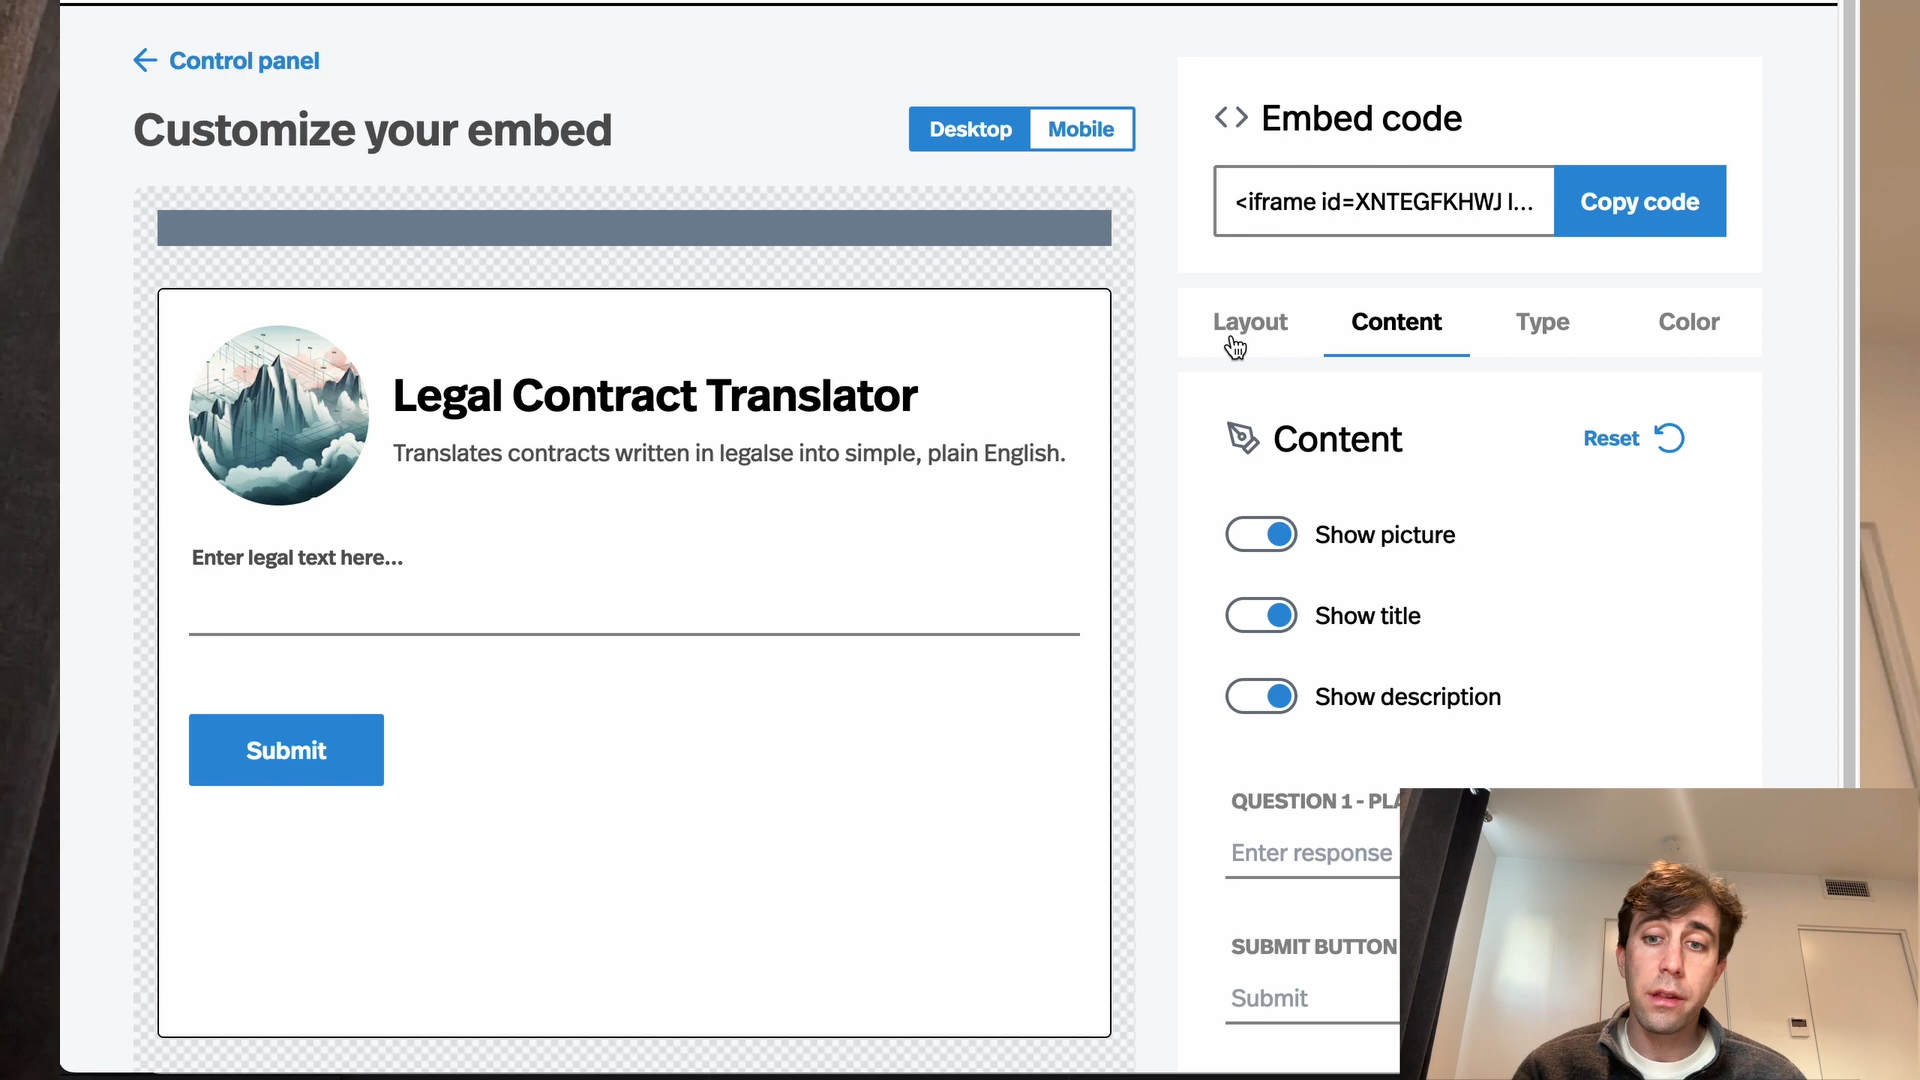 Control panel
Customize your embed
Desktop
Mobile
Legal Contract Translator
Translates contracts written in legalse into simple, plain English.
Enter legal text here...
Submit
<> Embed code
<iframe id=XNTEGFKHWJ l...
Copy code
Layout
Content
Type
Color
Content
Reset
Show picture
Show title
Show description
QUESTION 1 -
Enter response
SUBMIT BUTTON
Submit